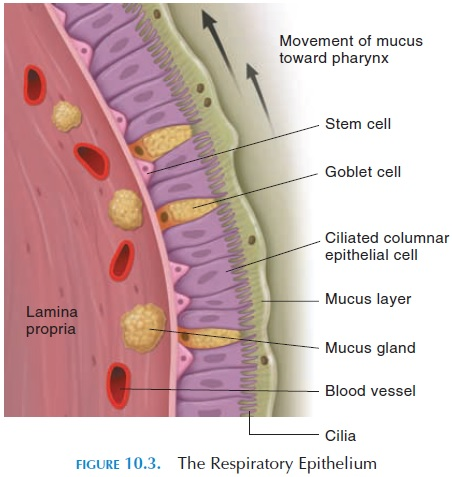 Movement of mucus
toward pharynx
Stem cell
Goblet cell
Ciliated columnar
epithelial cell
Mucus layer
Lamina
propria
Mucus gland
Blood vessel
Cilia
FIGURE 10.3. The Respiratory Epithelium